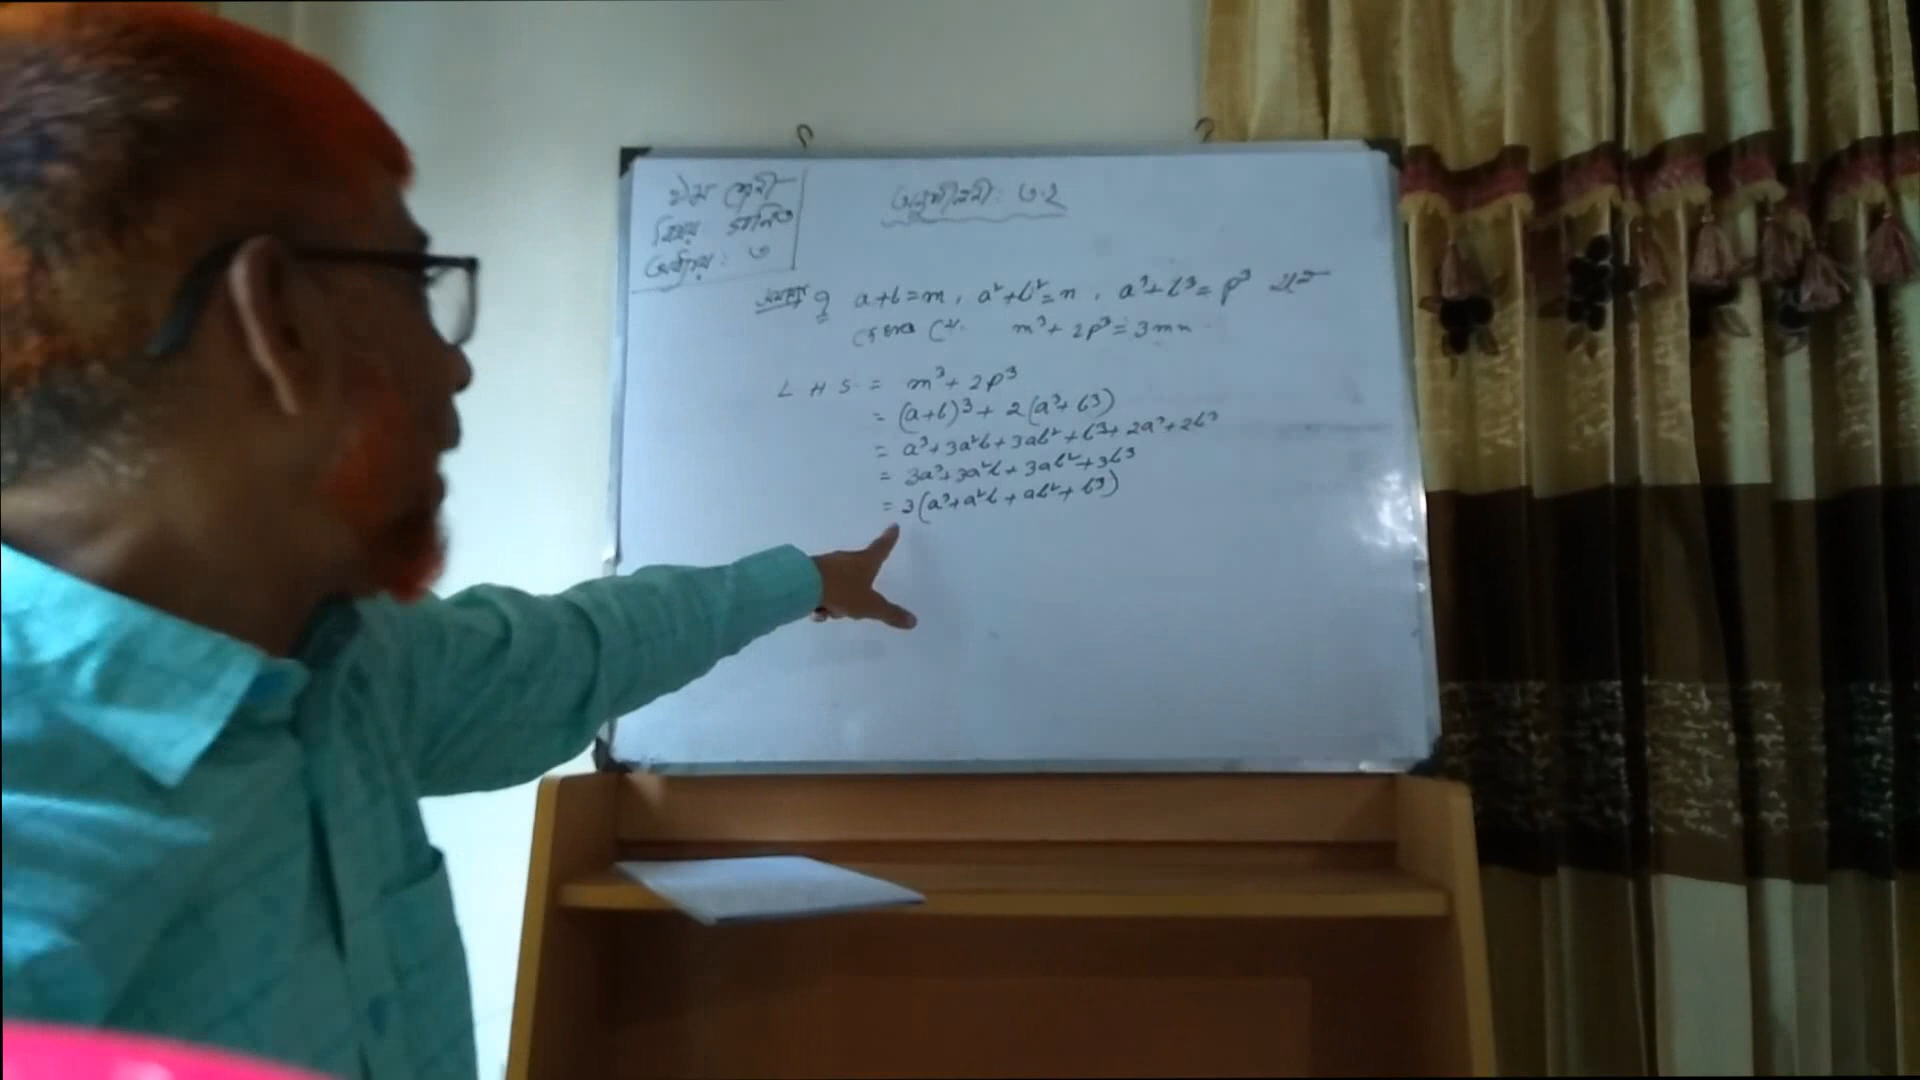 ৯ম শ্রেণী
বিষয় গণিত
অধ্যায়: ৩
অনুশীলনী: ৩.২
৭ a+b=m, a²+b²=n, a³+b³=p³ হলে
দেখাও যে, m³+2p³=3mn
LHS = m³+2p³
= (a+b)³+2(a³+b³)
= a³+3a²b+3ab²+b³+2a³+2b³
= 3a³+3a²b+3ab²+3b³
= 3(a³+a²b+ab²+b³)